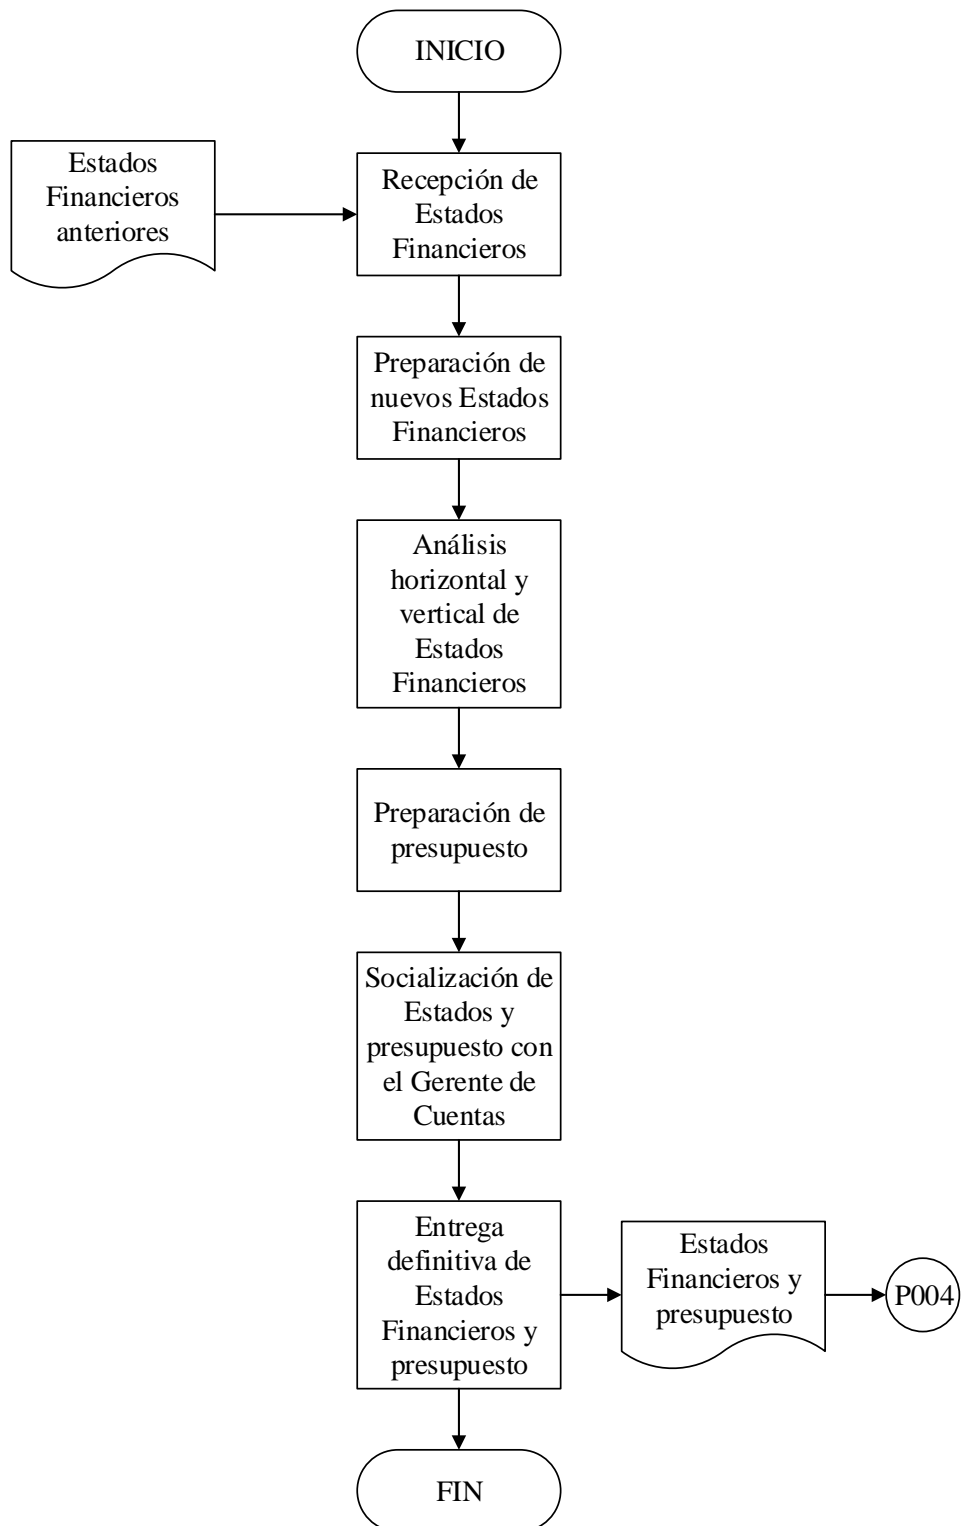 INICIO
Estados
Financieros
anteriores
Recepción de
Estados
Financieros
Preparación de
nuevos Estados
Financieros
Análisis
horizontal y
vertical de
Estados
Financieros
Preparación de
presupuesto
Socialización de
Estados y
presupuesto con
el Gerente de
Cuentas
Entrega
definitiva de
Estados
Financieros y
presupuesto
Estados
Financieros y
presupuesto
P004
FIN